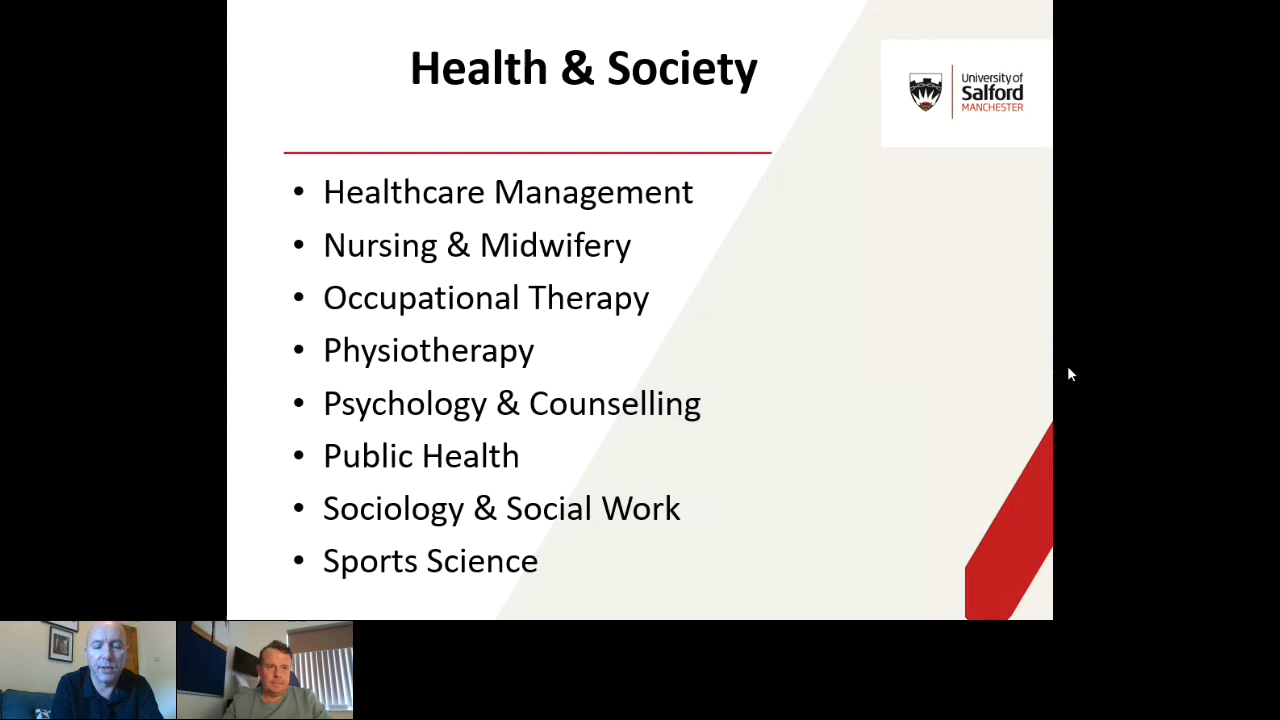 Health & Society
University of
Salford
MANCHESTER
• Healthcare Management
• Nursing & Midwifery
• Occupational Therapy
• Physiotherapy
• Psychology & Counselling
• Public Health
• Sociology & Social Work
• Sports Science